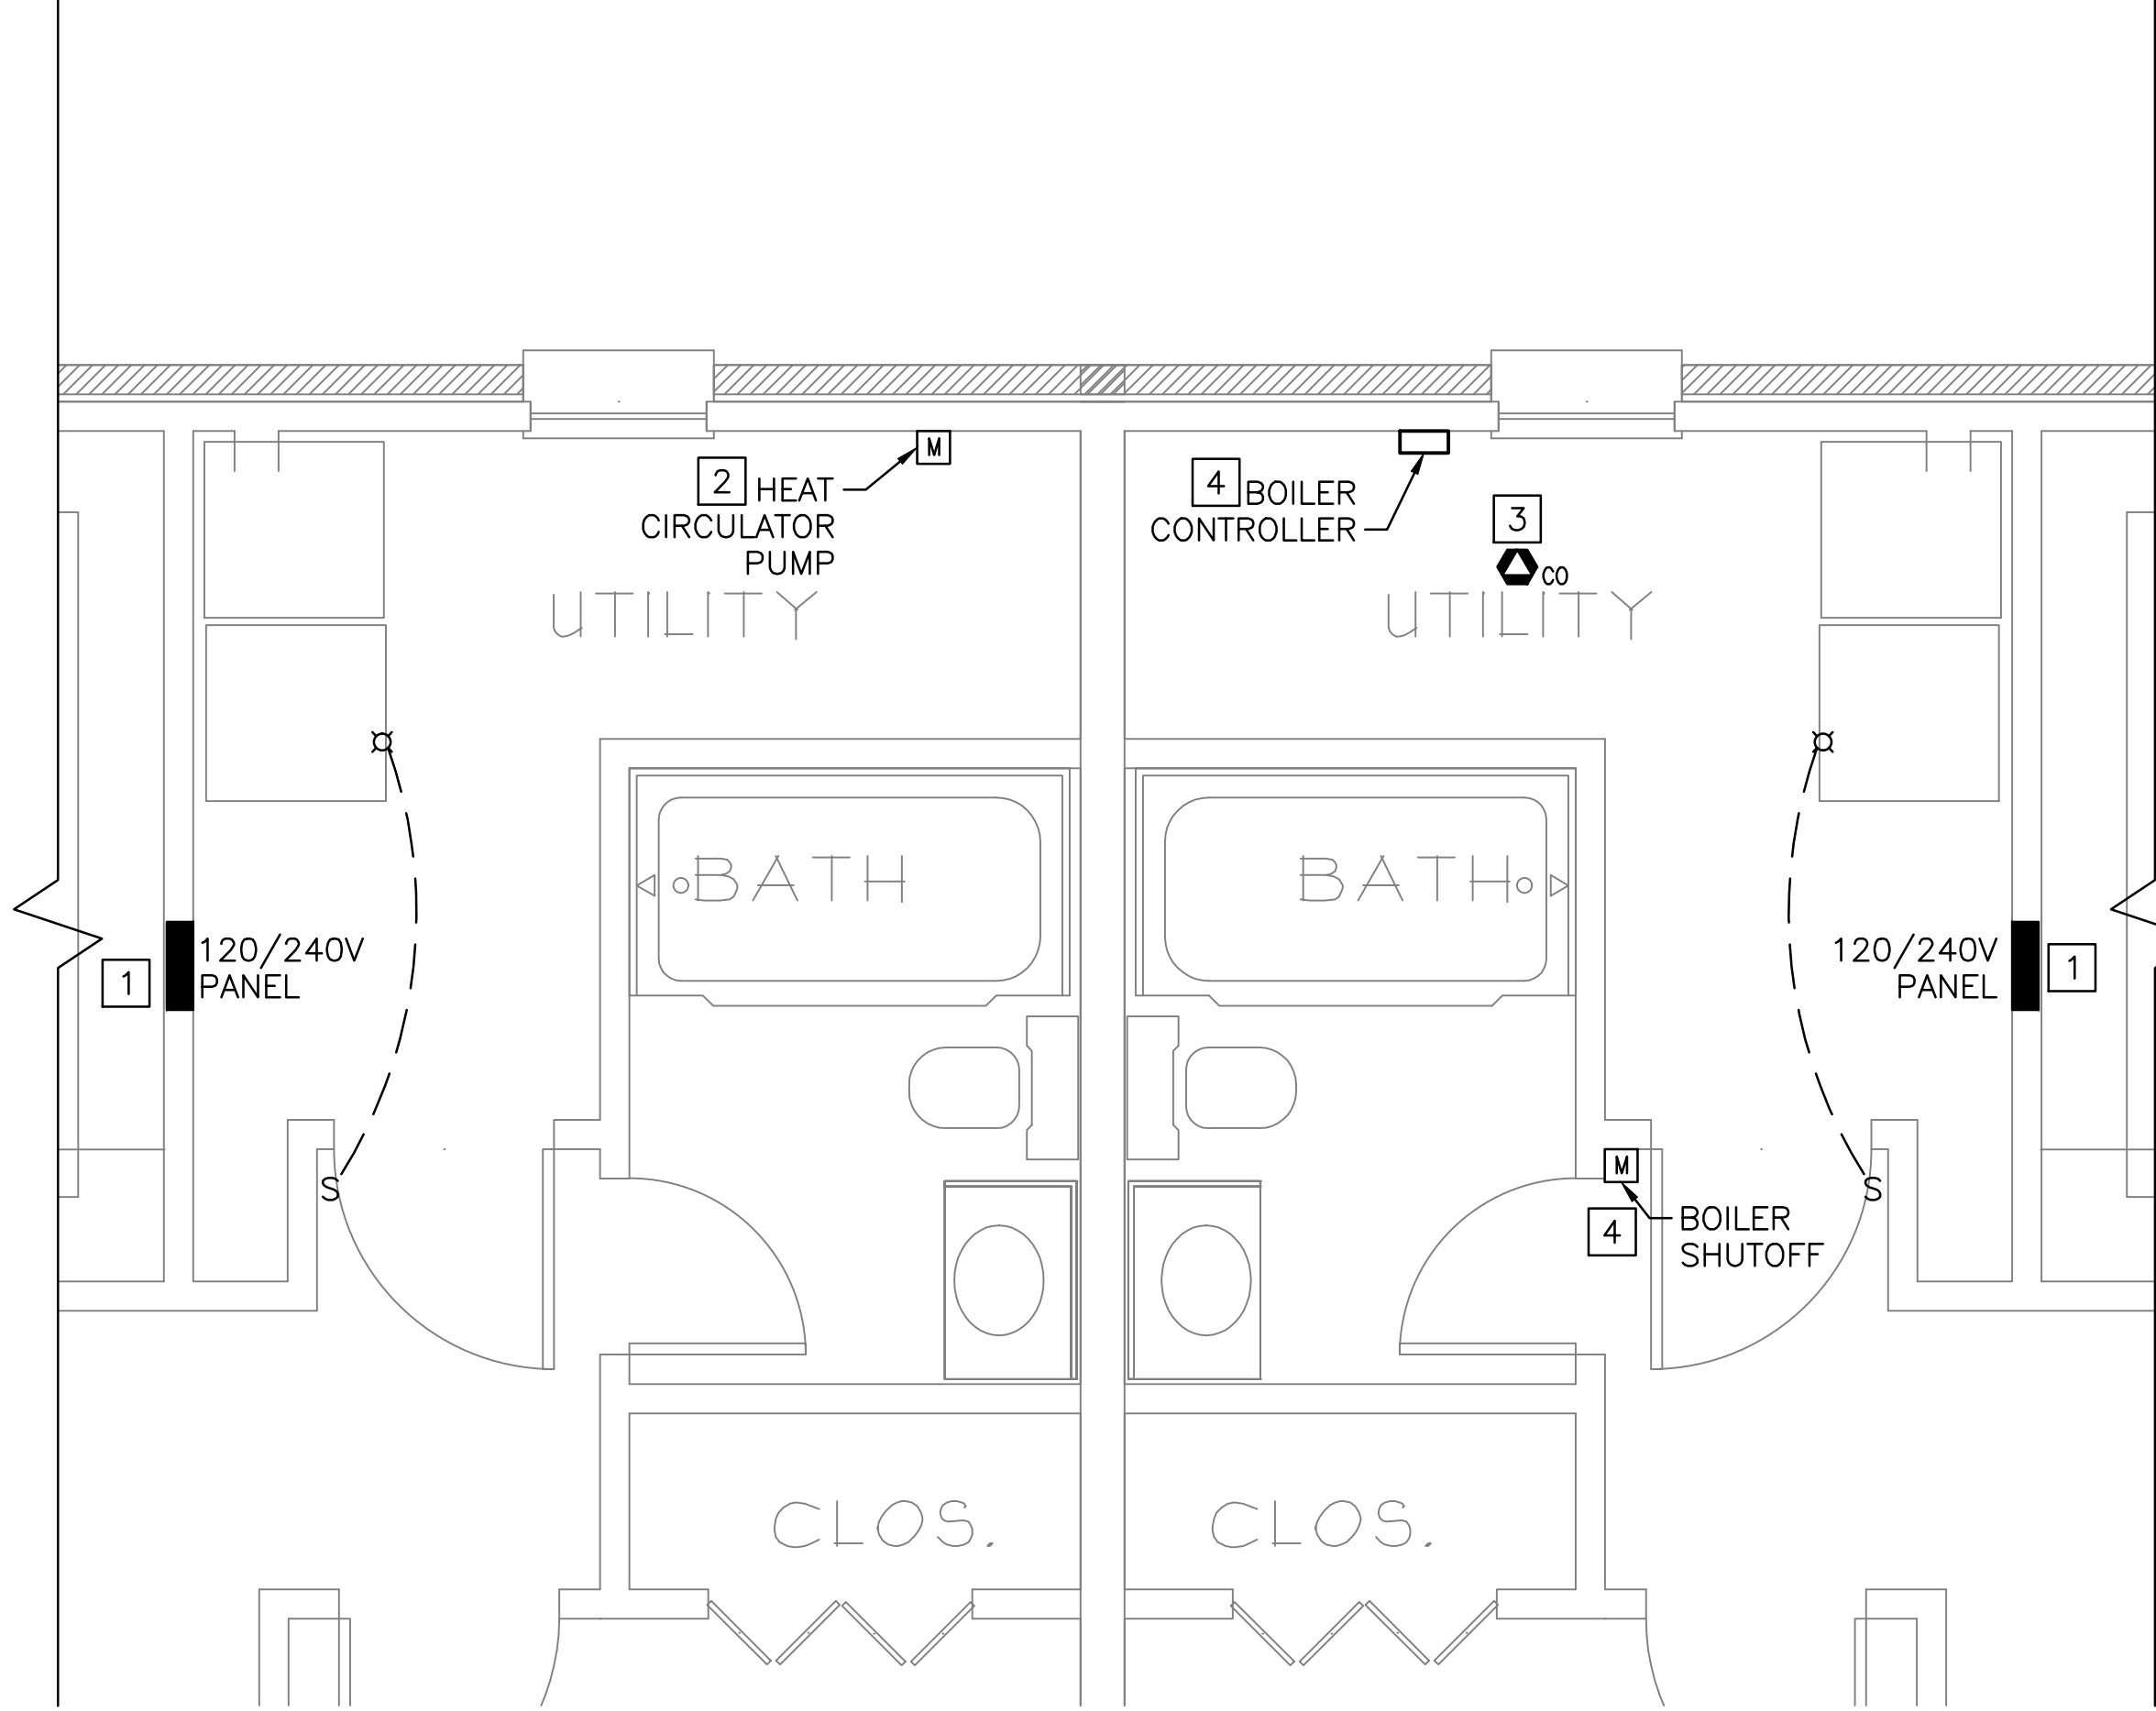 M
2 HEAT
CIRCULATOR
PUMP
4 BOILER
CONTROLLER
3
CO
UTILITY
UTILITY
BATH
BATH
1
120/240V
PANEL
120/240V
PANEL
1
S
M
S
4
BOILER
SHUTOFF
CLOS.
CLOS.